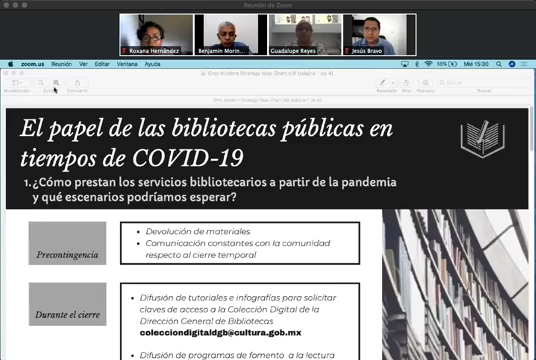 Reunión de Zoom
Roxana Hernández
Benjamin Morin...
Guadalupe Reyes
Jesús Bravo
zoom.us Reunión Ver Editar Ventana Ayuda
55% Mié 15:30
Buscar
El papel de las bibliotecas públicas en
tiempos de COVID-19
1. ¿Cómo prestan los servicios bibliotecarios a partir de la pandemia
y qué escenarios podríamos esperar?
Precontingencia
• Devolución de materiales
• Comunicación constantes con la comunidad
respecto al cierre temporal
Durante el cierre
• Difusión de tutoriales e infografías para solicitar
claves de acceso a la Colección Digital de la
Dirección General de Bibliotecas
colecciondigitaldgb@cultura.gob.mx
• Difusión de programas de fomento a la lectura